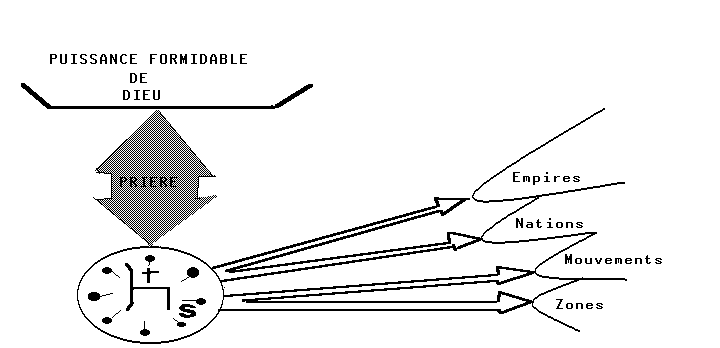 PUISSANCE FORMIDABLE
DE
DIEU
PRIERE
Empires
Nations
Mouvements
Zones
S